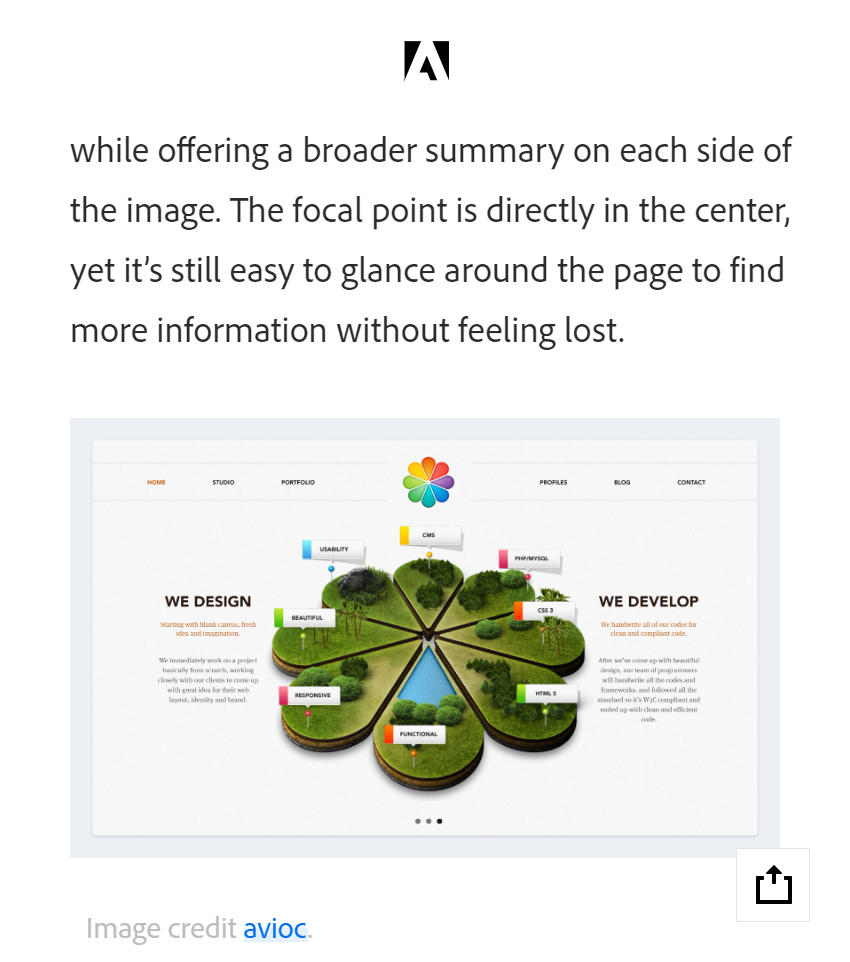 while offering a broader summary on each side of
the image. The focal point is directly in the center,
yet it’s still easy to glance around the page to find
more information without feeling lost.
HOME STUDIO PORTFOLIO PROFILES BLOG CONTACT
CMS
USABILITY
PHP/MYSQL
WE DESIGN
Starting with blank canvas, fresh
idea and imagination.
We immediately work on a project
basically from scratch, working
closely with our clients to come up
with great idea for their web
layout, identity and brand.
BEAUTIFUL
CSS 3
RESPONSIVE
HTML 5
FUNCTIONAL
WE DEVELOP
We handwrite all of our codes for
clean and compliant code.
After we've come up with beautiful
design, our team of programmers
will handwrite all the codes and
frameworks, and followed all the
standard so it's W3C compliant and
ended up with clean and efficient
code.
Image credit avioc.